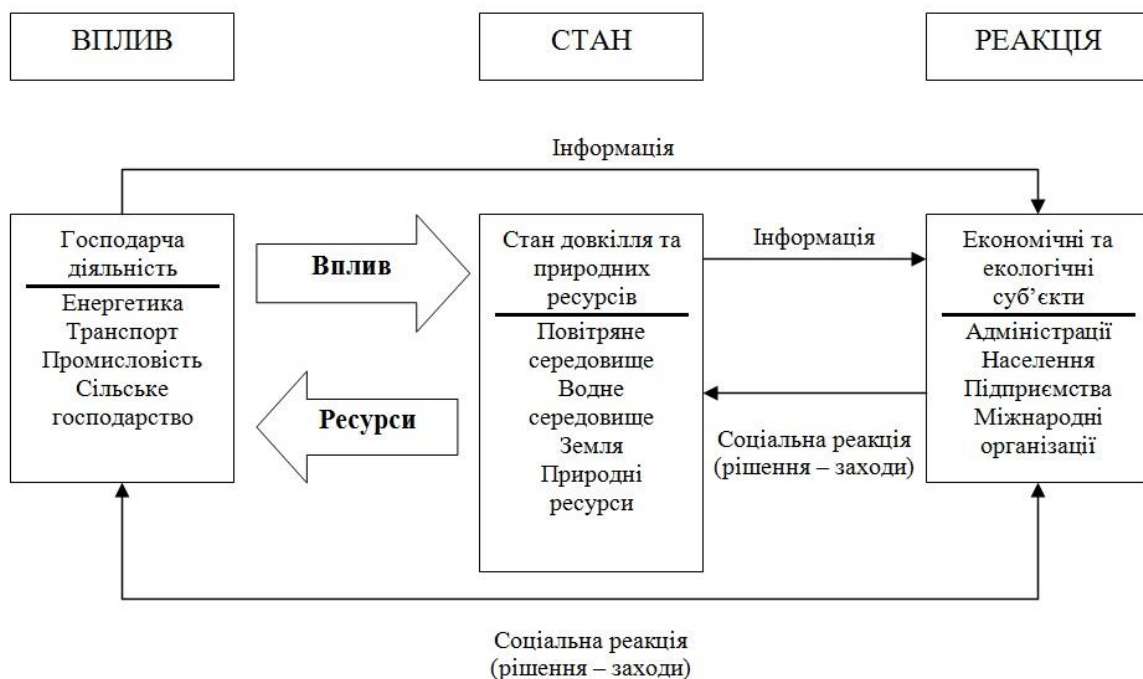 ВПЛИВ
СТАН
РЕАКЦІЯ
Інформація
Господарча
діяльність
Енергетика
Транспорт
Промисловість
Сільське
господарство
Вплив
Ресурси
Стан довкілля та
природних
ресурсів
Повітряне
середовище
Водне
середовище
Земля
Природні
ресурси
Інформація
Соціальна реакція
(рішення – заходи)
Економічні та
екологічні
суб’єкти
Адміністрації
Населення
Підприємства
Міжнародні
організації
Соціальна реакція
(рішення – заходи)